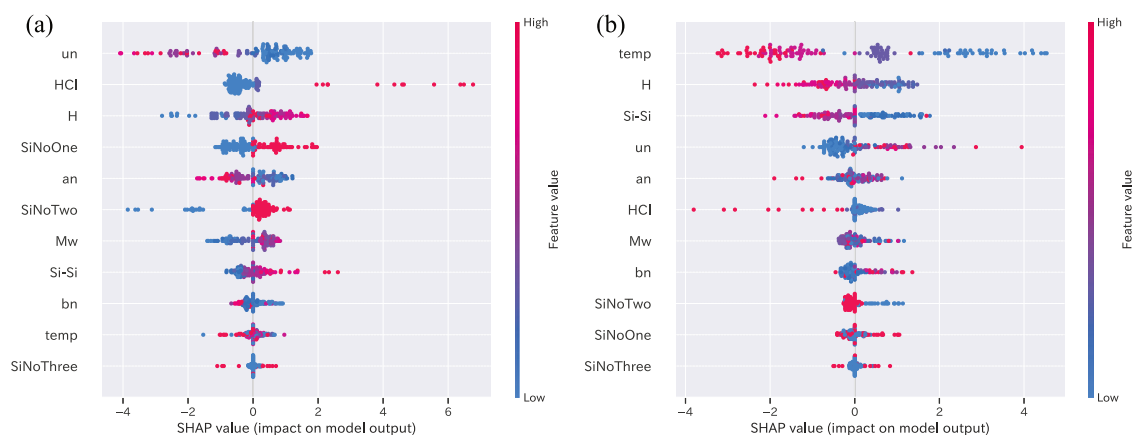 (a)
High
un
HCl
H
SiNoOne
an
SiNoTwo
Mw
Si-Si
bn
temp
SiNoThree
Feature value
Low
−4 −2 0 2 4 6
SHAP value (impact on model output)
(b)
High
temp
H
Si-Si
un
an
HCl
Mw
bn
SiNoTwo
SiNoOne
SiNoThree
Feature value
Low
−4 −2 0 2 4
SHAP value (impact on model output)